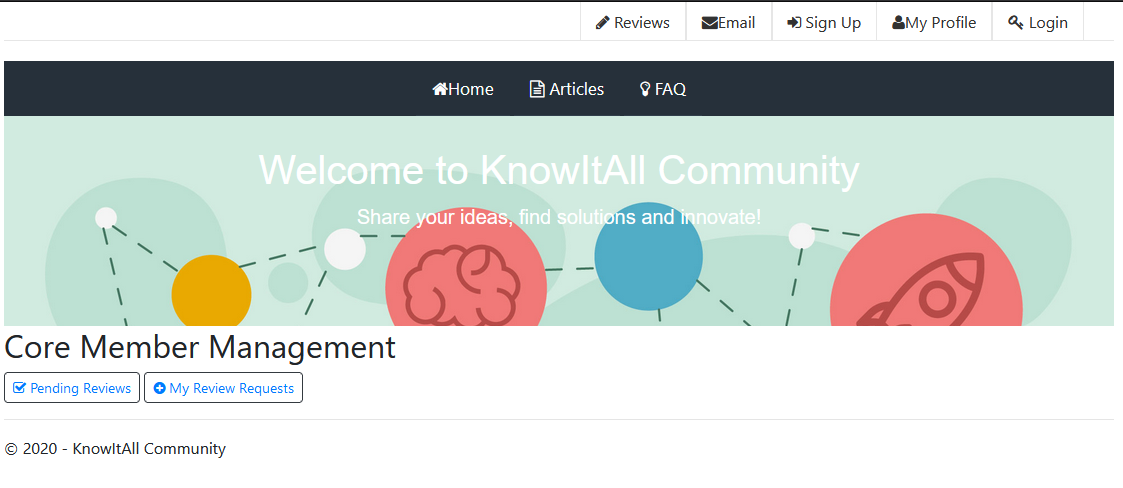 Reviews Email Sign Up My Profile Login
Home Articles FAQ
Welcome to KnowItAll Community
Share your ideas, find solutions and innovate!
Core Member Management
Pending Reviews My Review Requests
© 2020 - KnowItAll Community